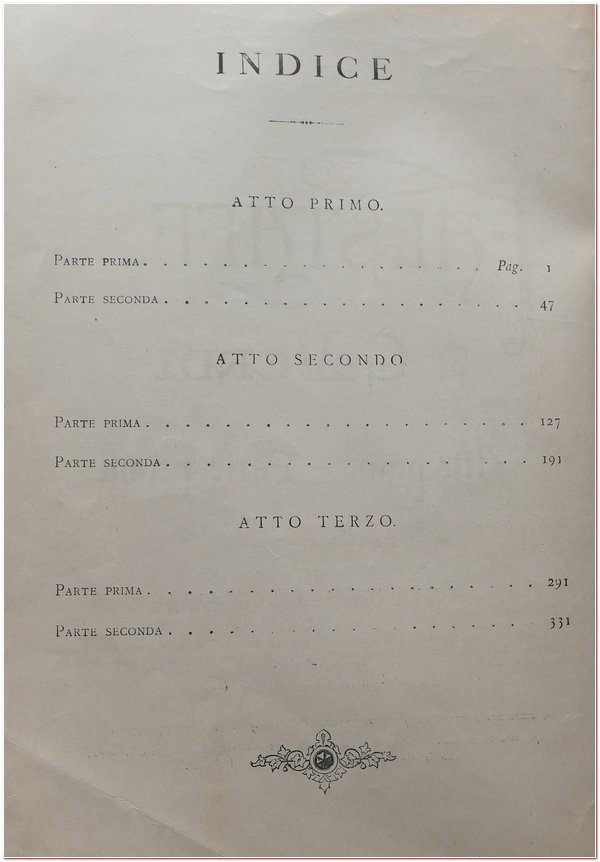 INDICE
ATTO PRIMO.
PARTE PRIMA. . . . . . . . . . . . . . . . . . Pag. 1
PARTE SECONDA . . . . . . . . . . . . . . . . . . 47
ATTO SECONDO.
PARTE PRIMA . . . . . . . . . . . . . . . . . . . 127
PARTE SECONDA . . . . . . . . . . . . . . . . . . 191
ATTO TERZO.
PARTE PRIMA . . . . . . . . . . . . . . . . . . . 291
PARTE SECONDA . . . . . . . . . . . . . . . . . . 331